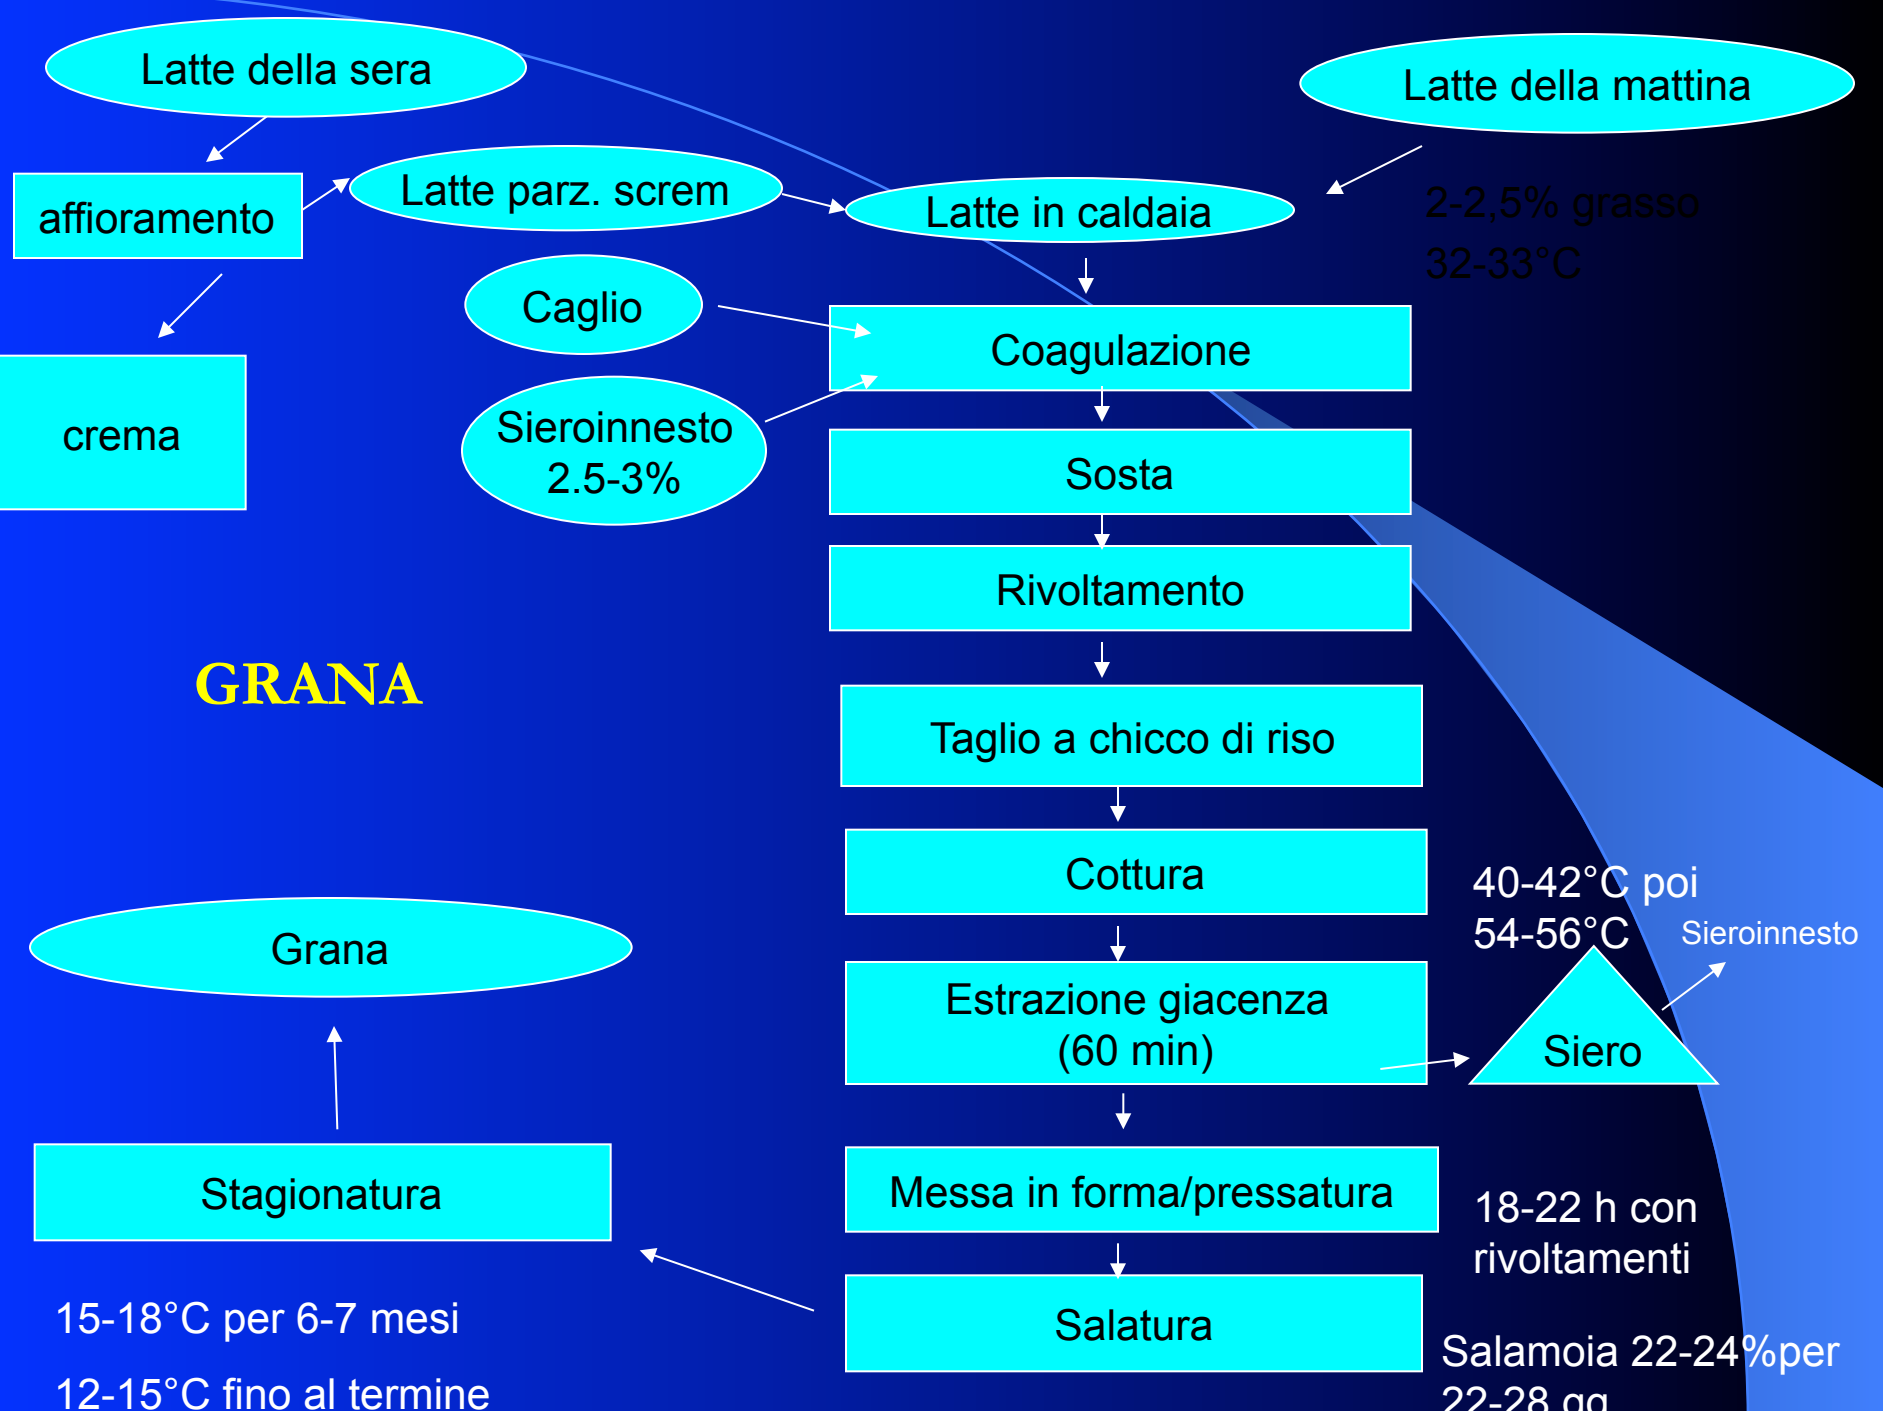 Latte della sera
Latte della mattina
affioramento
Latte parz. screm
Latte in caldaia
2-2,5% grasso
32-33°C
Caglio
Coagulazione
crema
Sieroinnesto
2.5-3%
Sosta
Rivoltamento
GRANA
Taglio a chicco di riso
Cottura
40-42°C poi
54-56°C
Sieroinnesto
Grana
Estrazione giacenza
(60 min)
Siero
Stagionatura
Messa in forma/pressatura
18-22 h con
rivoltamenti
15-18°C per 6-7 mesi
12-15°C fino al termine
Salatura
Salamoia 22-24%per
22-28 gg